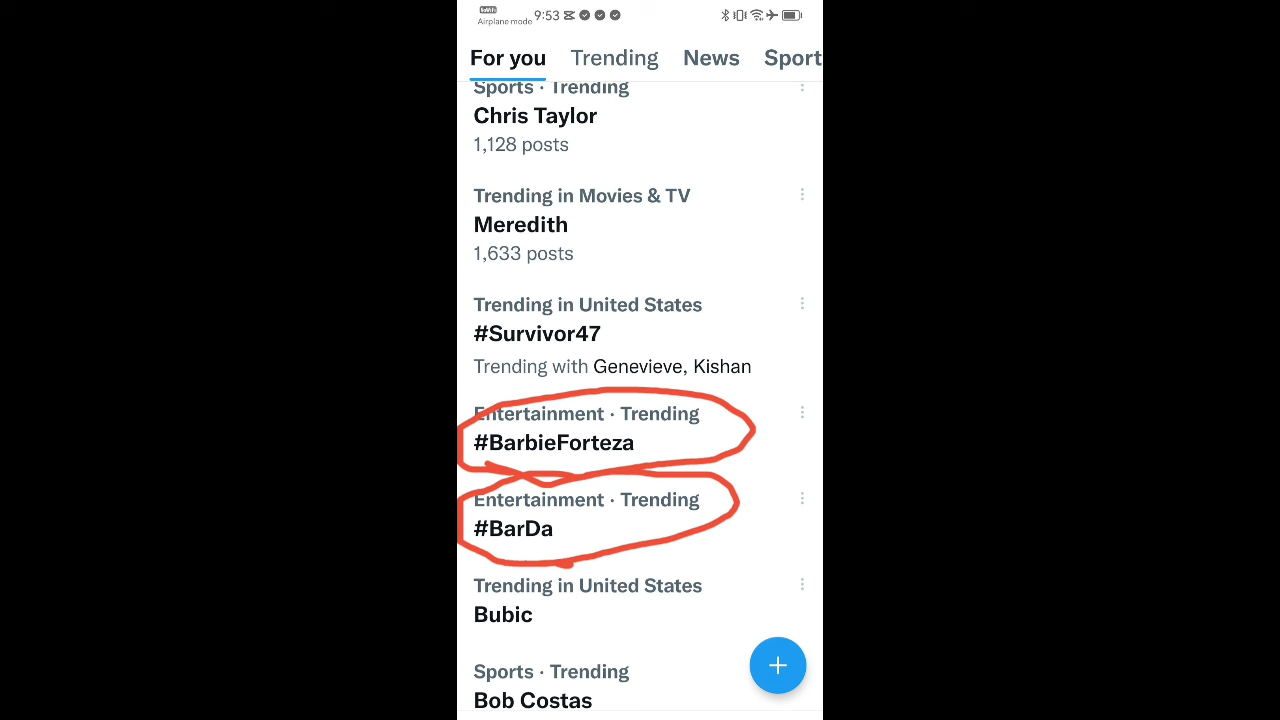 SoWiFi
Airplane mode
9:53
For you Trending News Sport
Sports · Trending
Chris Taylor
1,128 posts
Trending in Movies & TV
Meredith
1,633 posts
Trending in United States
#Survivor47
Trending with Genevieve, Kishan
Entertainment · Trending
#BarbieForteza
Entertainment · Trending
#BarDa
Trending in United States
Bubic
Sports · Trending
Bob Costas